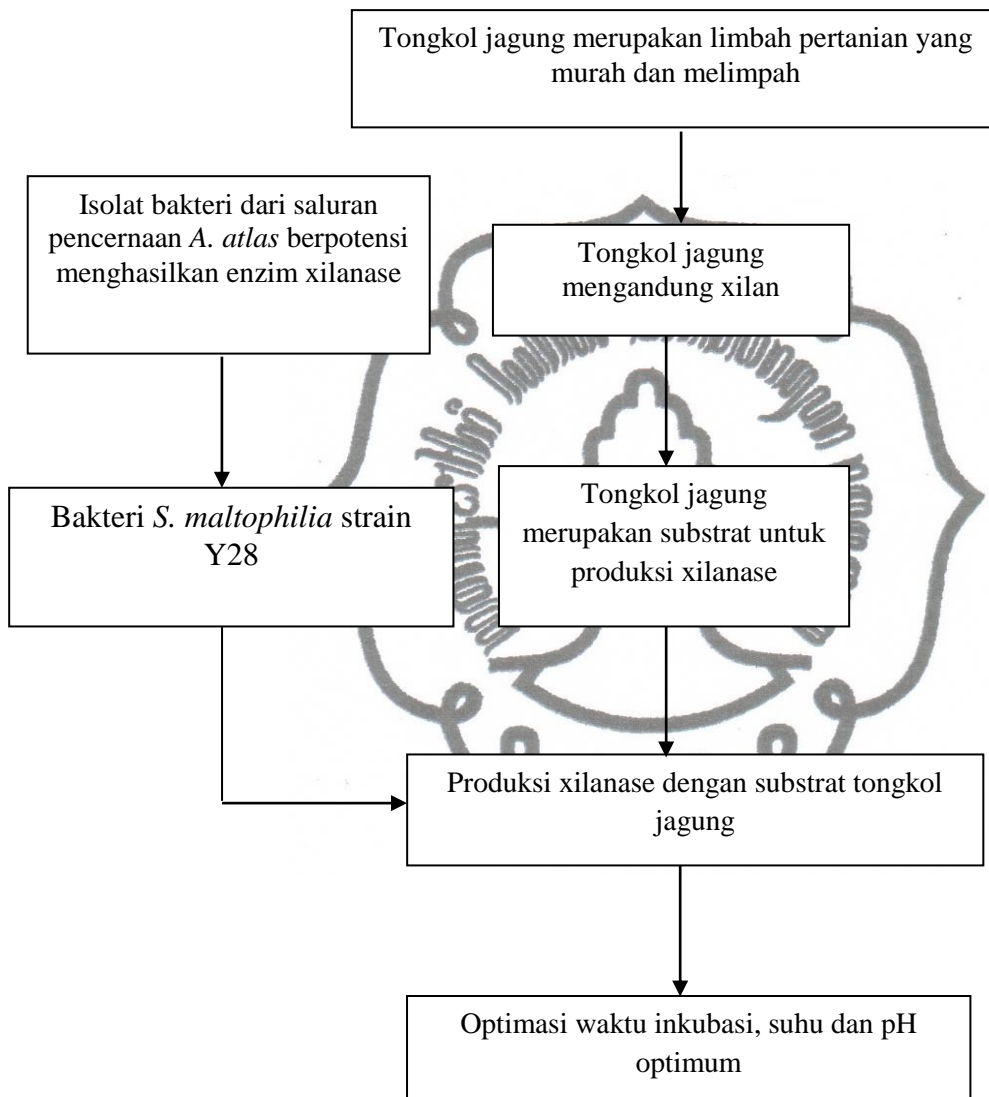 Tongkol jagung merupakan limbah pertanian yang
murah dan melimpah
Isolat bakteri dari saluran
pencernaan A. atlas berpotensi
menghasilkan enzim xilanase
Tongkol jagung
mengandung xilan
Bakteri S. maltophilia strain
Y28
Tongkol jagung
merupakan substrat untuk
produksi xilanase
Produksi xilanase dengan substrat tongkol
jagung
Optimasi waktu inkubasi, suhu dan pH
optimum